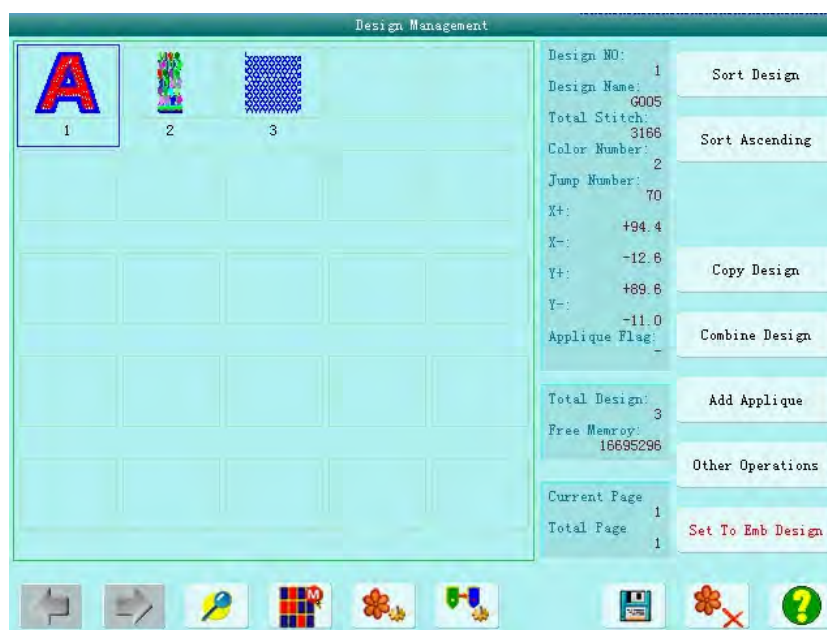 Design Management
1
2
3
Design NO:
1
Design Name:
G005
Total Stitch:
3166
Color Number:
2
Jump Number:
70
X+:
+94.4
X-:
-12.6
Y+:
+89.6
Y-:
-11.0
Applique Flag:
-
Total Design:
3
Free Memroy:
16695296
Current Page
1
Total Page
1
Sort Design
Sort Ascending
Copy Design
Combine Design
Add Applique
Other Operations
Set To Emb Design
M
?